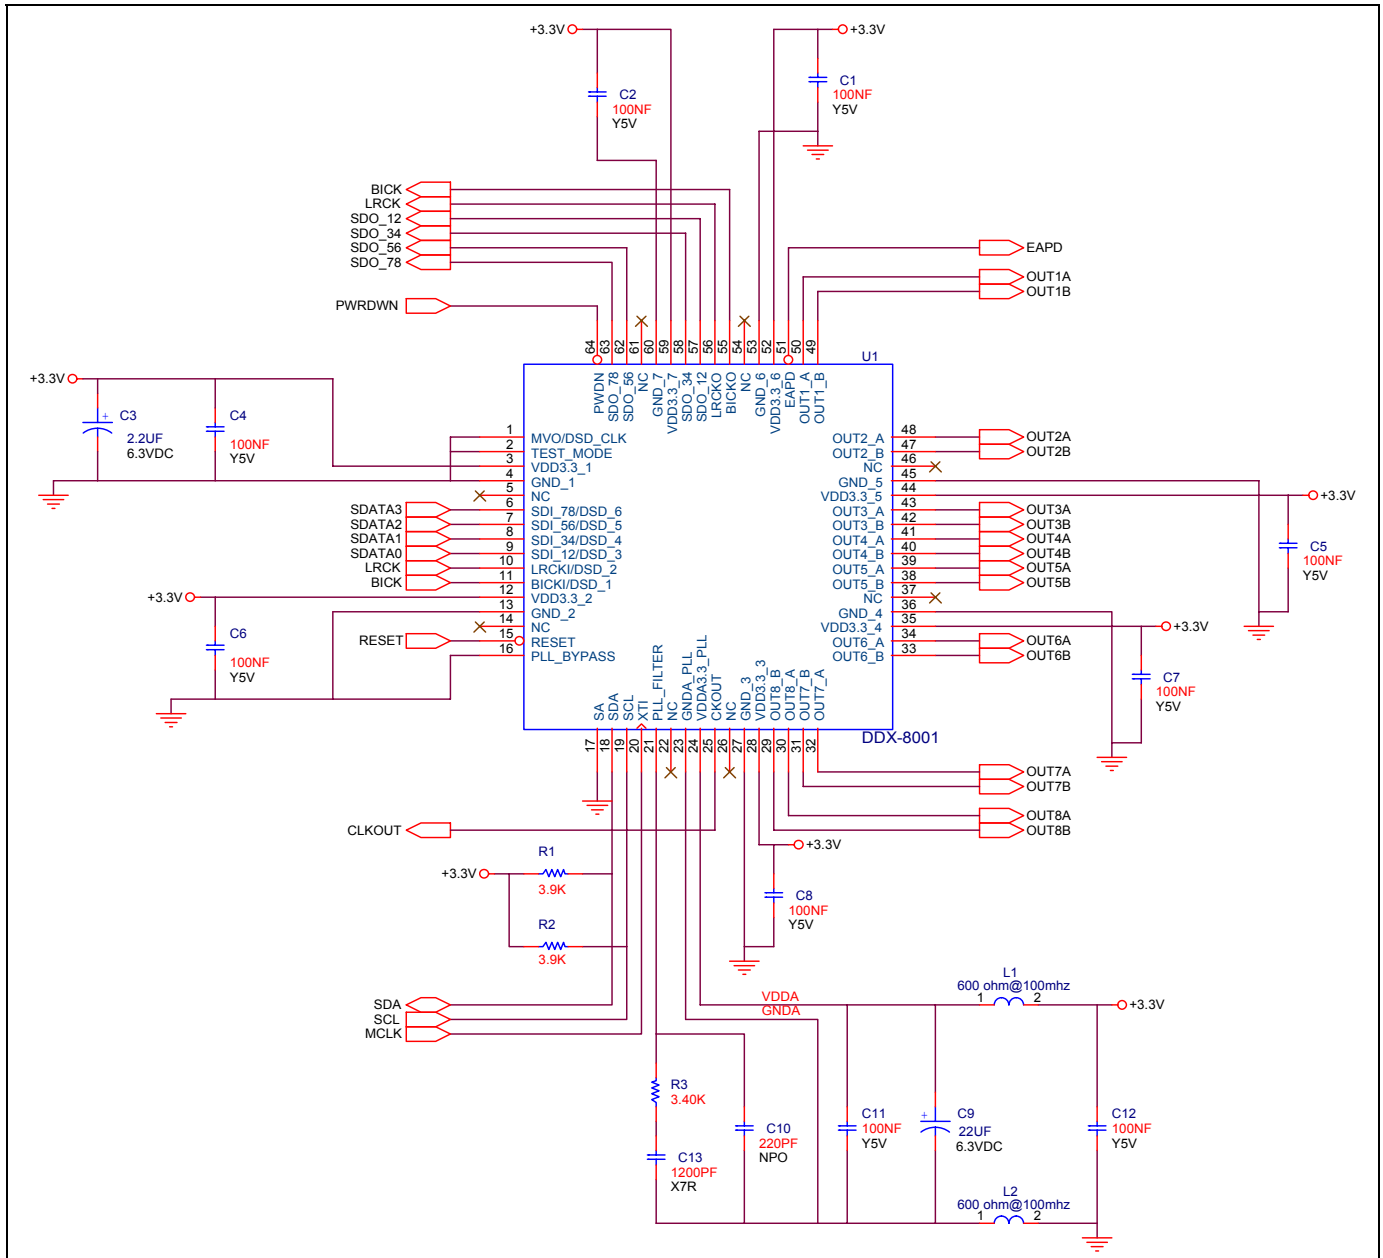 +3.3V
+3.3V
C2
100NF
Y5V
C1
100NF
Y5V
BICK
LRCK
SDO_12
SDO_34
SDO_56
SDO_78
PWRDWN
EAPD
OUT1A
OUT1B
64
63
62
61
60
59
58
57
56
55
54
53
52
51
50
49
U1
PWDN
SDO_78
SDO_56
NC
GND_7
VDD3.3_7
SDO_34
SDO_12
LRCKO
BICKO
NC
GND_6
VDD3.3_6
EAPD
OUT1_A
OUT1_B
+3.3V
+
C3
2.2UF
6.3VDC
C4
100NF
Y5V
1 MVO/DSD_CLK
2 TEST_MODE
3 VDD3.3_1
4 GND_1
5 NC
SDATA3 6 SDI_78/DSD_6
SDATA2 7 SDI_56/DSD_5
SDATA1 8 SDI_34/DSD_4
SDATA0 9 SDI_12/DSD_3
LRCK 10 LRCKI/DSD_2
BICK 11 BICKI/DSD_1
+3.3V 12 VDD3.3_2
13 GND_2
14 NC
RESET 15 RESET
16 PLL_BYPASS
C6
100NF
Y5V
OUT2_A 48 OUT2A
OUT2_B 47 OUT2B
NC 46
GND_5 45
VDD3.3_5 44 +3.3V
OUT3_A 43 OUT3A
OUT3_B 42 OUT3B
OUT4_A 41 OUT4A
OUT4_B 40 OUT4B
OUT5_A 39 OUT5A
OUT5_B 38 OUT5B
NC 37
GND_4 36
VDD3.3_4 35 +3.3V
OUT6_A 34 OUT6A
OUT6_B 33 OUT6B
C5
100NF
Y5V
C7
100NF
Y5V
SA
SDA
SCL
XTI
PLL_FILTER
NC
GNDA_PLL
VDDA3.3_PLL
CKOUT
NC
GND_3
VDD3.3_3
OUT8_B
OUT8_A
OUT7_B
OUT7_A
DDX-8001
17
18
19
20
21
22
23
24
25
26
27
28
29
30
31
32
OUT7A
OUT7B
OUT8A
OUT8B
CLKOUT
+3.3V
R1
3.9K
+3.3V
R2
3.9K
C8
100NF
Y5V
SDA
SCL
MCLK
VDDA
GNDA
L1
600 ohm@100mhz
1 2
+3.3V
R3
3.40K
C13
1200PF
X7R
C10
220PF
NPO
C11
100NF
Y5V
+
C9
22UF
6.3VDC
C12
100NF
Y5V
L2
600 ohm@100mhz
1 2